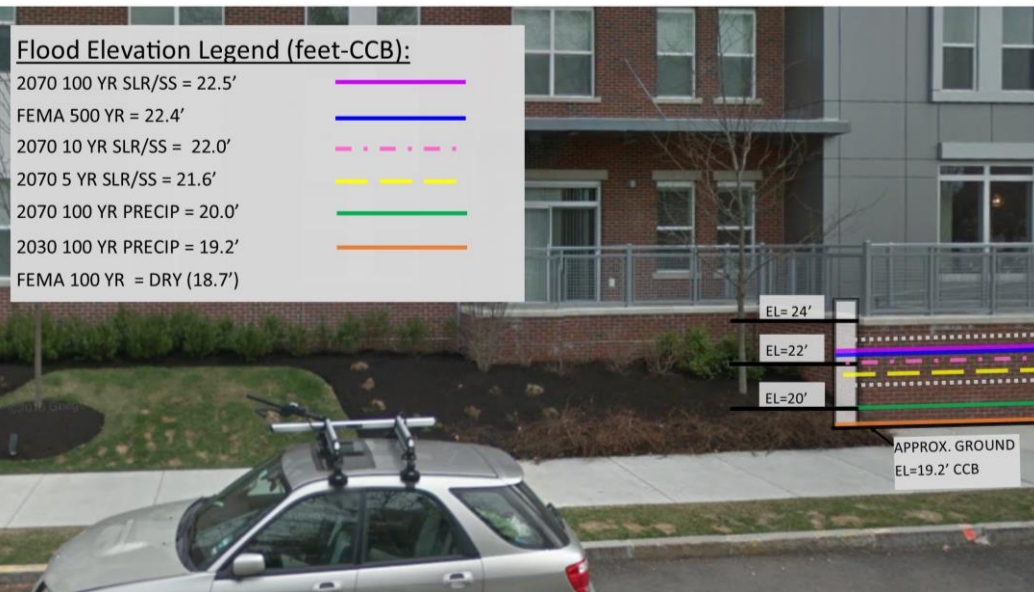 Flood Elevation Legend (feet-CCB):
2070 100 YR SLR/SS = 22.5’
FEMA 500 YR = 22.4’
2070 10 YR SLR/SS = 22.0’
2070 5 YR SLR/SS = 21.6’
2070 100 YR PRECIP = 20.0’
2030 100 YR PRECIP = 19.2’
FEMA 100 YR = DRY (18.7’)
EL= 24’
EL=22’
EL=20’
APPROX. GROUND
EL=19.2’ CCB